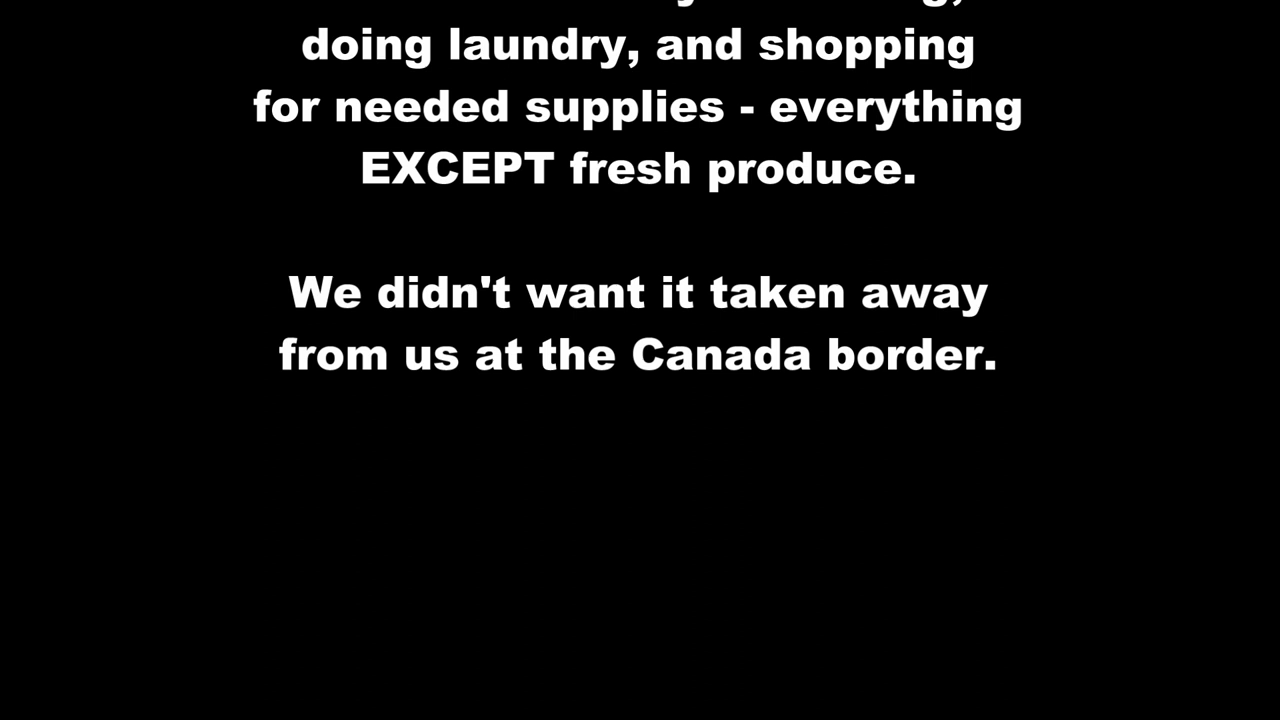 doing laundry, and shopping
for needed supplies - everything
EXCEPT fresh produce.
We didn't want it taken away
from us at the Canada border.